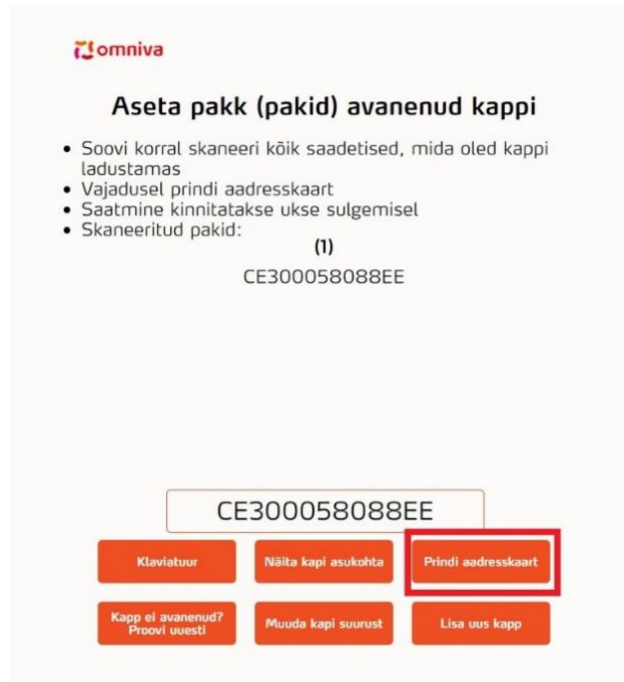 omniva
Aseta pakk (pakid) avanenud kappi
• Soovi korral skaneeri kõik saadetised, mida oled kappi
ladustamas
• Vajadusel prindi aadresskaart
• Saatmine kinnitatakse ukse sulgemisel
• Skaneeritud pakid:
(1)
CE300058088EE
CE300058088EE
Klaviatuur
Näita kapi asukohta
Prindi aadresskaart
Kapp ei avanenud?
Proovi uuesti
Muuda kapi suurust
Lisa uus kapp